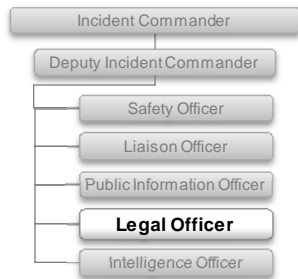 Incident Commander
Deputy Incident Commander
Safety Officer
Liaison Officer
Public Information Officer
Legal Officer
Intelligence Officer